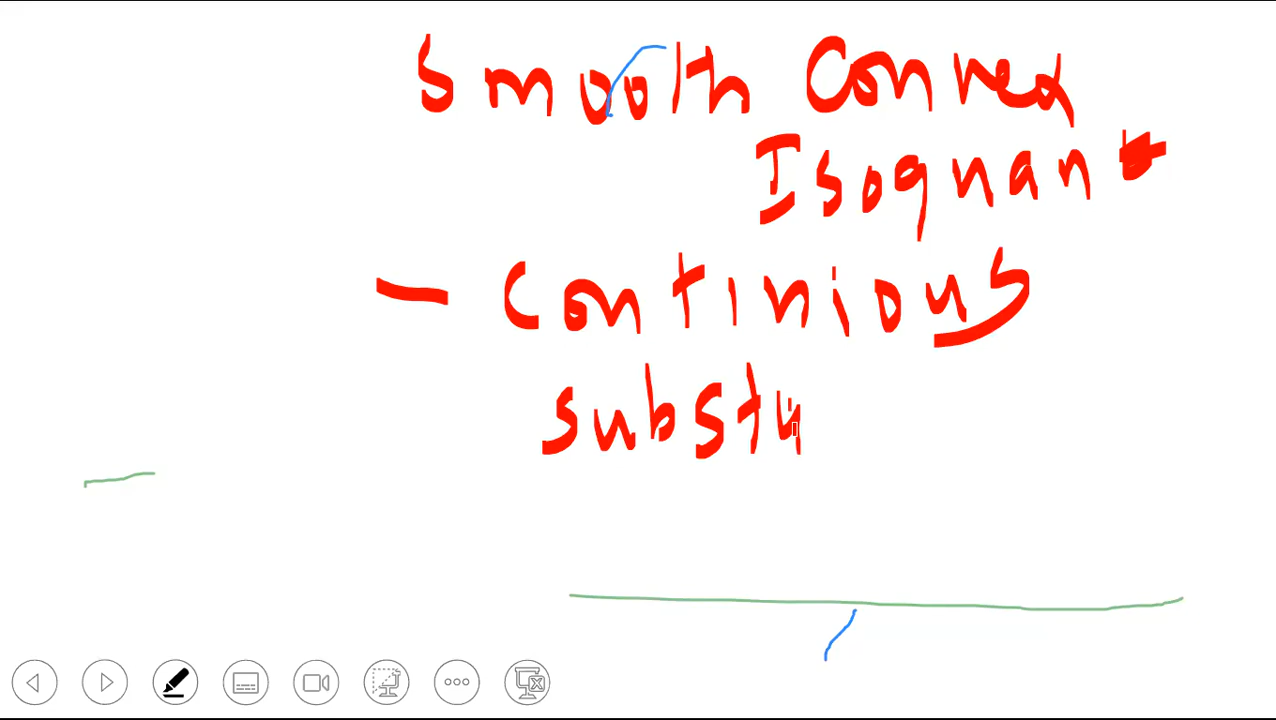 Smooth Convex
Isoquant
- Continious
substi